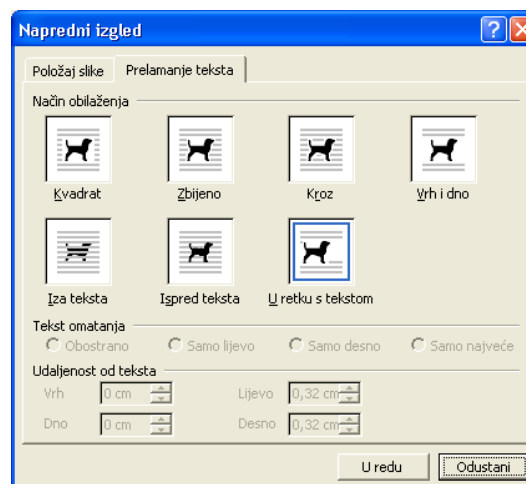 Napredni izgled
Položaj slike Prelamanje teksta
Način obilaženja
Kvadrat Zbijeno Kroz Vrh i dno
Iza teksta Ispred teksta U retku s tekstom
Tekst omatanja
Obostrano Samo lijevo Samo desno Samo najveće
Udaljenost od teksta
Vrh 0 cm Lijevo 0,32 cm
Dno 0 cm Desno 0,32 cm
U redu Odustani